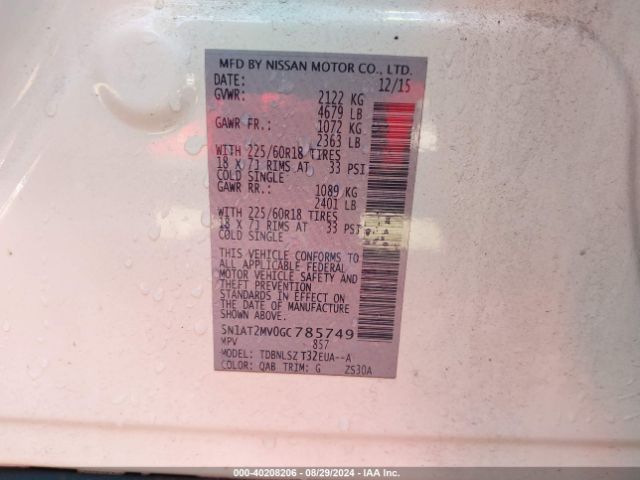 MFD BY NISSAN MOTOR CO., LTD.
DATE: 12/15
GVWR: 2122 KG
4679 LB
GAWR FR.: 1072 KG
2363 LB
WITH 225/60R18 TIRES
18 X 7J RIMS AT 33 PSI
COLD SINGLE
GAWR RR.: 1089 KG
2401 LB
WITH 225/60R18 TIRES
18 X 7J RIMS AT 33 PSI
COLD SINGLE
THIS VEHICLE CONFORMS TO
ALL APPLICABLE FEDERAL
MOTOR VEHICLE SAFETY AND
THEFT PREVENTION
STANDARDS IN EFFECT ON
THE DATE OF MANUFACTURE
SHOWN ABOVE.
5N1AT2MV0GC785749
MPV 857
MODEL: TDBNLSZ T32EUA--A
COLOR: QAB TRIM: G ZS30A
000-40208206 - 08/29/2024 - IAA Inc.